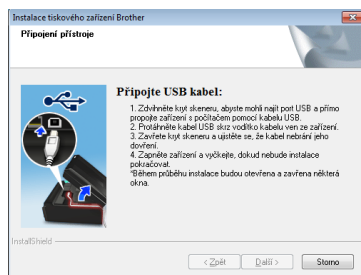 Instalace tiskového zařízení Brother
Připojení přístroje
Připojte USB kabel:
1. Zdvihněte kryt skeneru, abyste mohli najít port USB a přímo
propojte zařízení s počítačem pomocí kabelu USB.
2. Protáhněte kabel USB skrz vodítko kabelu ven ze zařízení.
3. Zavřete kryt skeneru a ujistěte se, že kabel nebrání jeho
dovření.
4. Zapněte zařízení a vyčkejte, dokud nebude instalace
pokračovat.
*Během průběhu instalace budou otevřena a zavřena některá
okna.
InstallShield
< Zpět
Další >
Storno